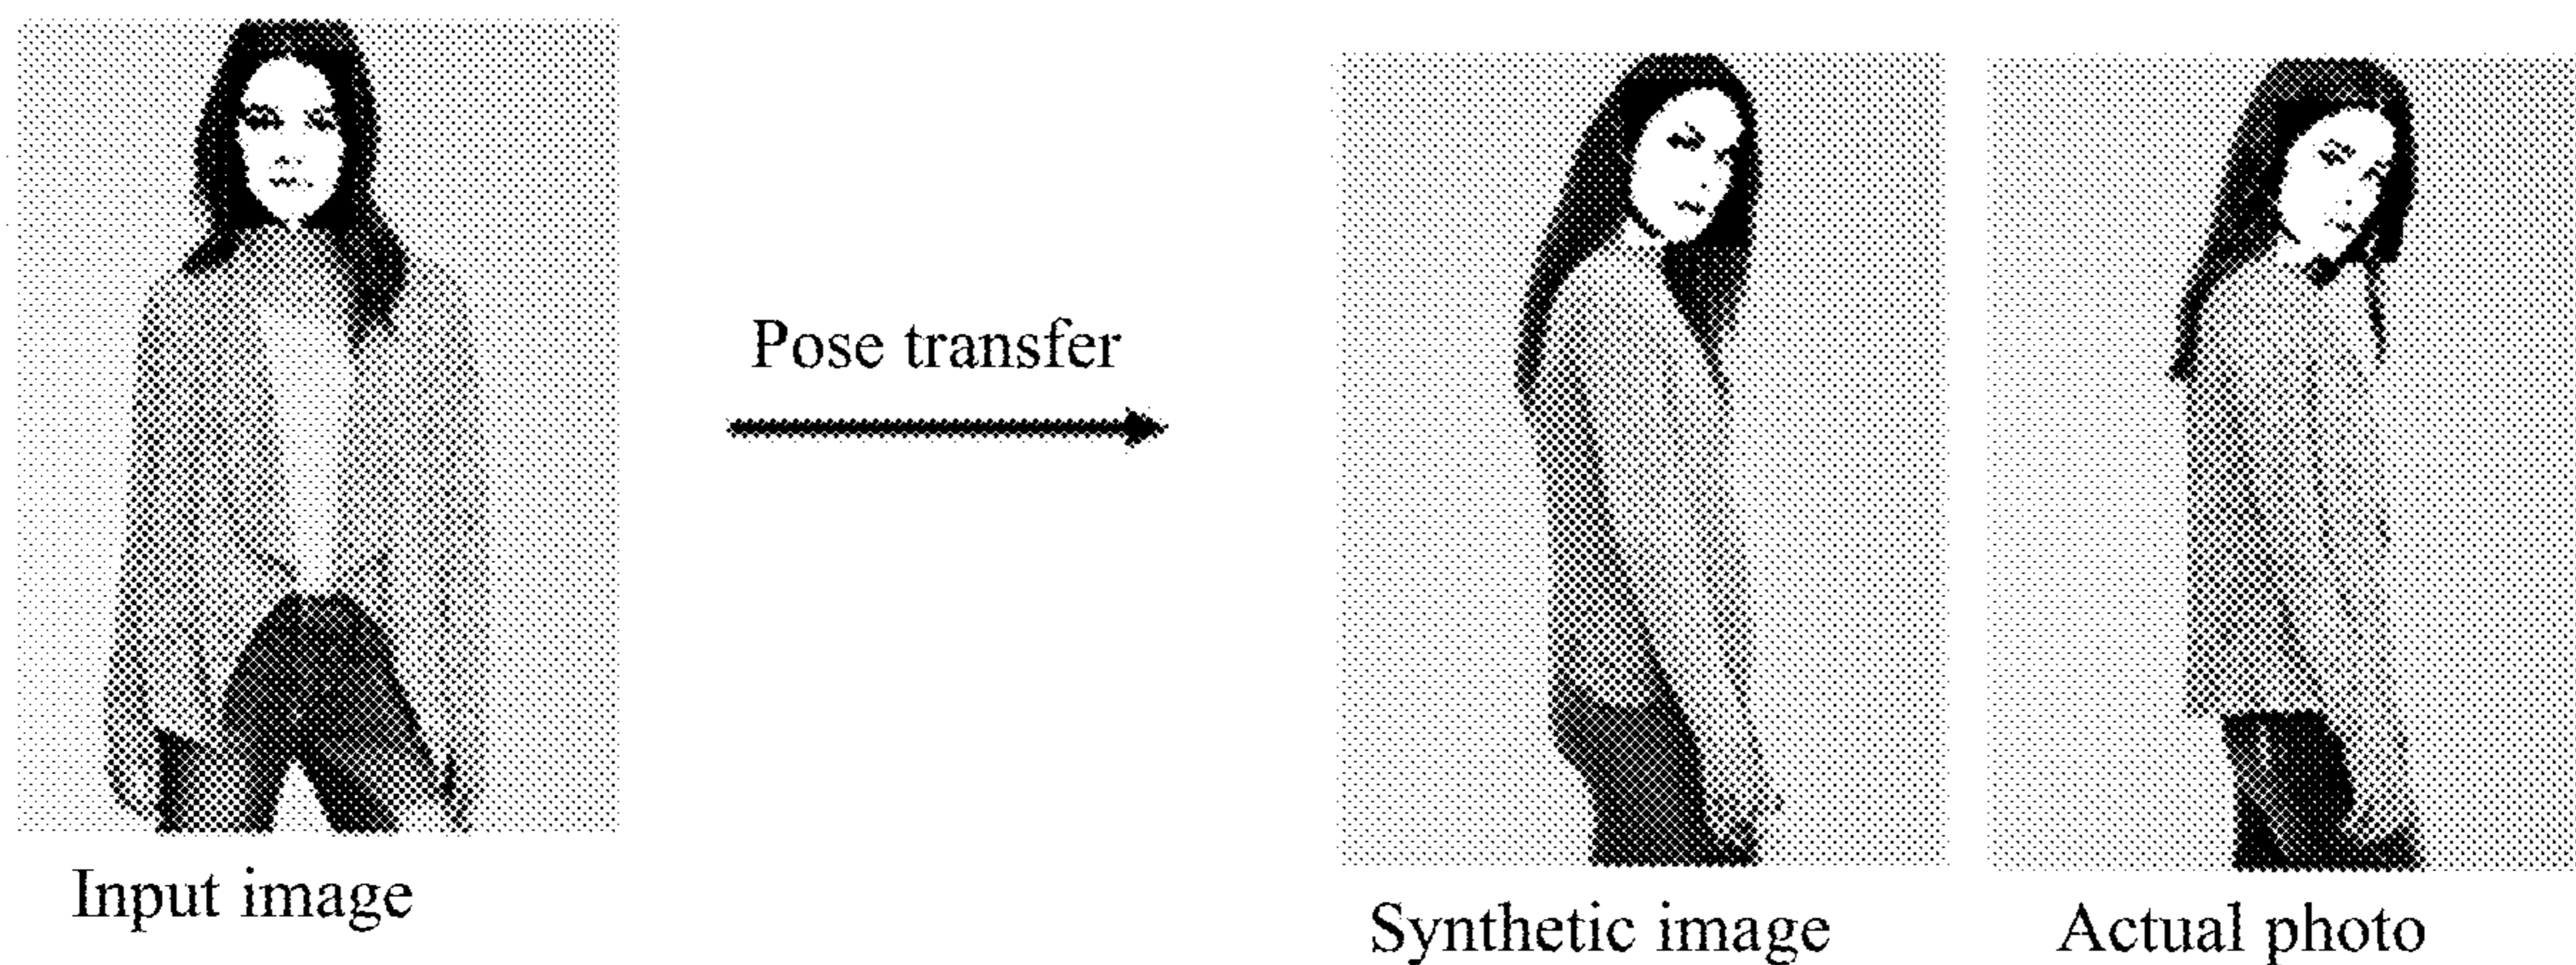 Pose transfer
Input image
Synthetic image
Actual photo